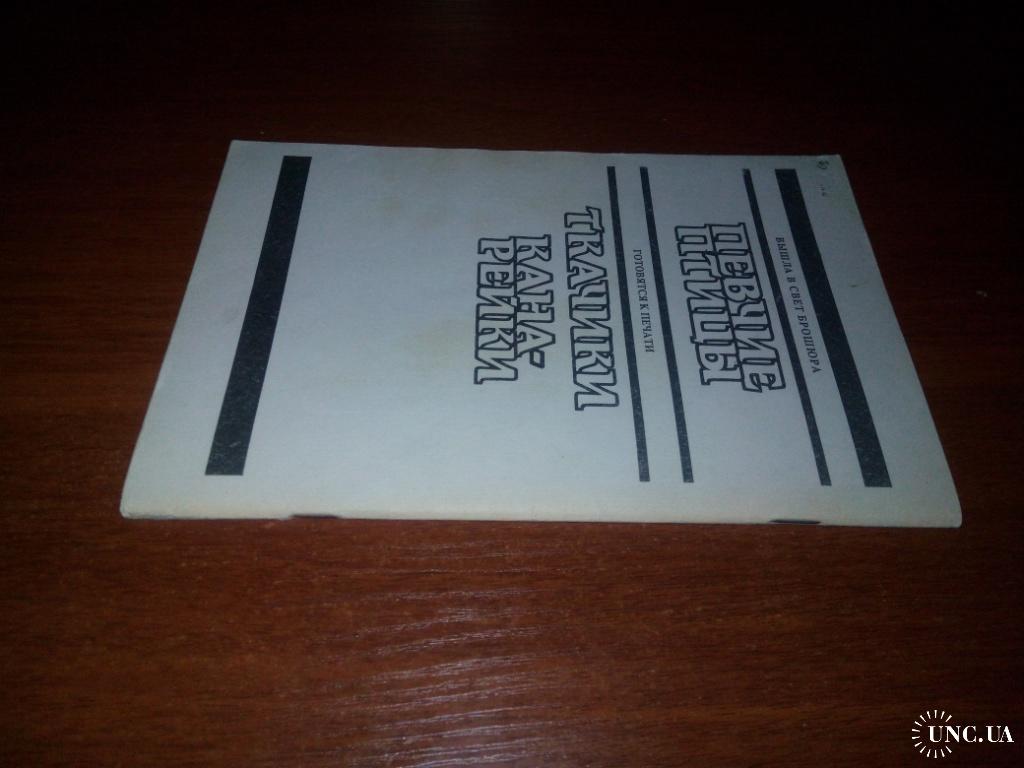 ВЫШЛА В СВЕТ БРОШЮРА
ПЕВЧИЕ
ПТИЦЫ
ГОТОВЯТСЯ К ПЕЧАТИ
ТКАЧИКИ
КАНА-
РЕЙКИ
UNC.UA